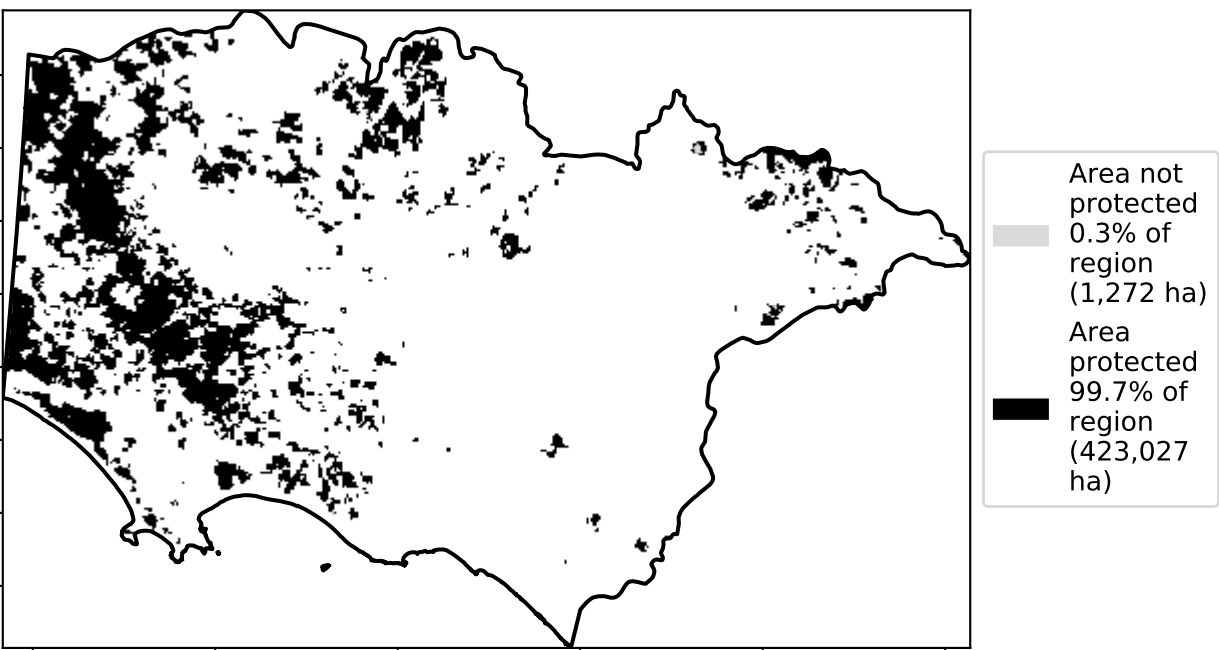 Area not
protected
0.3% of
region
(1,272 ha)
Area
protected
99.7% of
region
(423,027
ha)